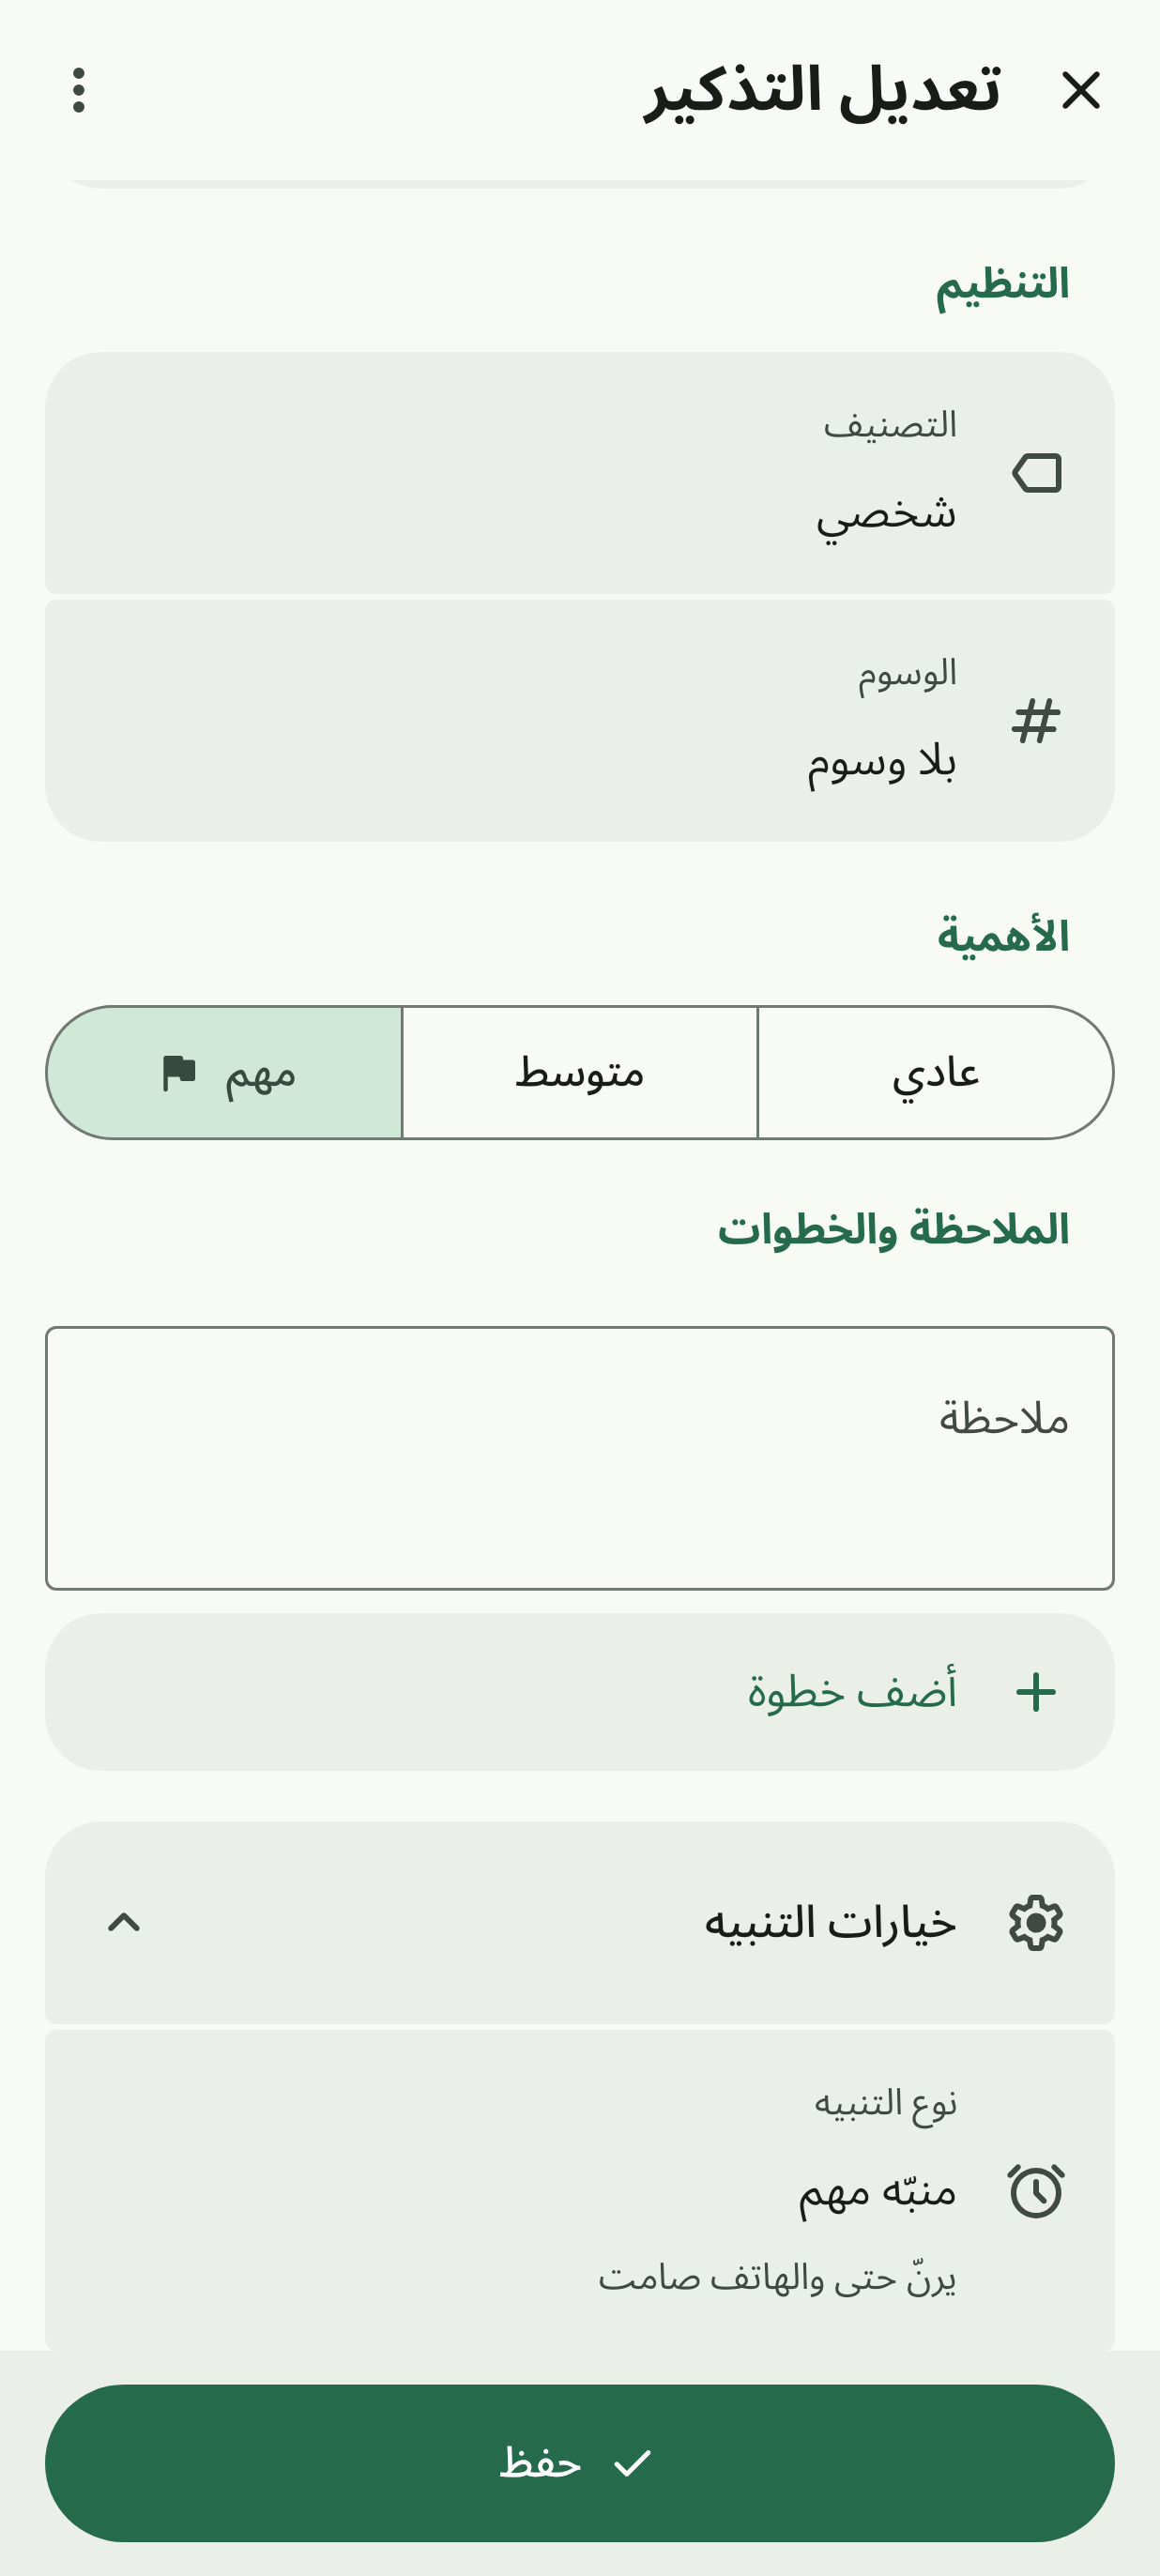 تعديل التذكير
التنظيم
التصنيف
شخصي
الوسوم
بلا وسوم
الأهمية
عادي
متوسط
مهم
الملاحظة والخطوات
ملاحظة
أضف خطوة
خيارات التنبيه
نوع التنبيه
منبّه مهم
يرنّ حتى والهاتف صامت
حفظ